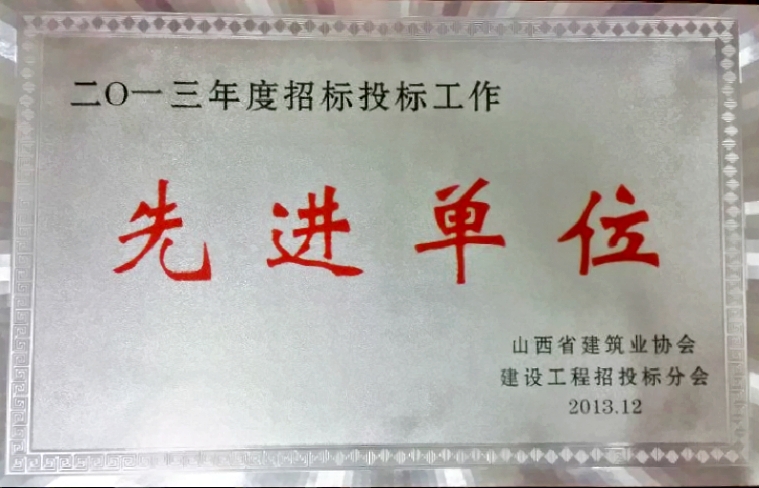 二〇一三年度招标投标工作
先进单位
山西省建筑业协会
建设工程招投标分会
2013.12